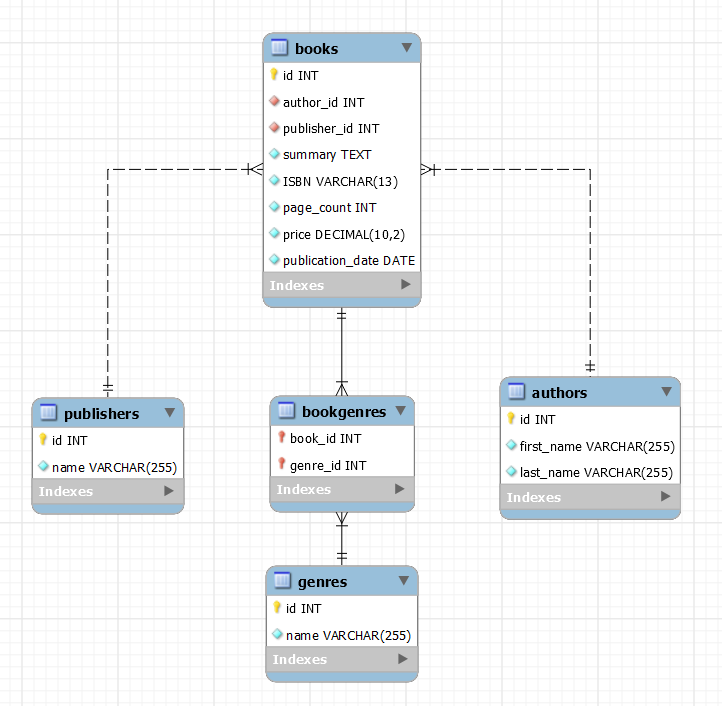 books
id INT
author_id INT
publisher_id INT
summary TEXT
ISBN VARCHAR(13)
page_count INT
price DECIMAL(10,2)
publication_date DATE
Indexes
publishers
id INT
name VARCHAR(255)
Indexes
bookgenres
book_id INT
genre_id INT
Indexes
authors
id INT
first_name VARCHAR(255)
last_name VARCHAR(255)
Indexes
genres
id INT
name VARCHAR(255)
Indexes